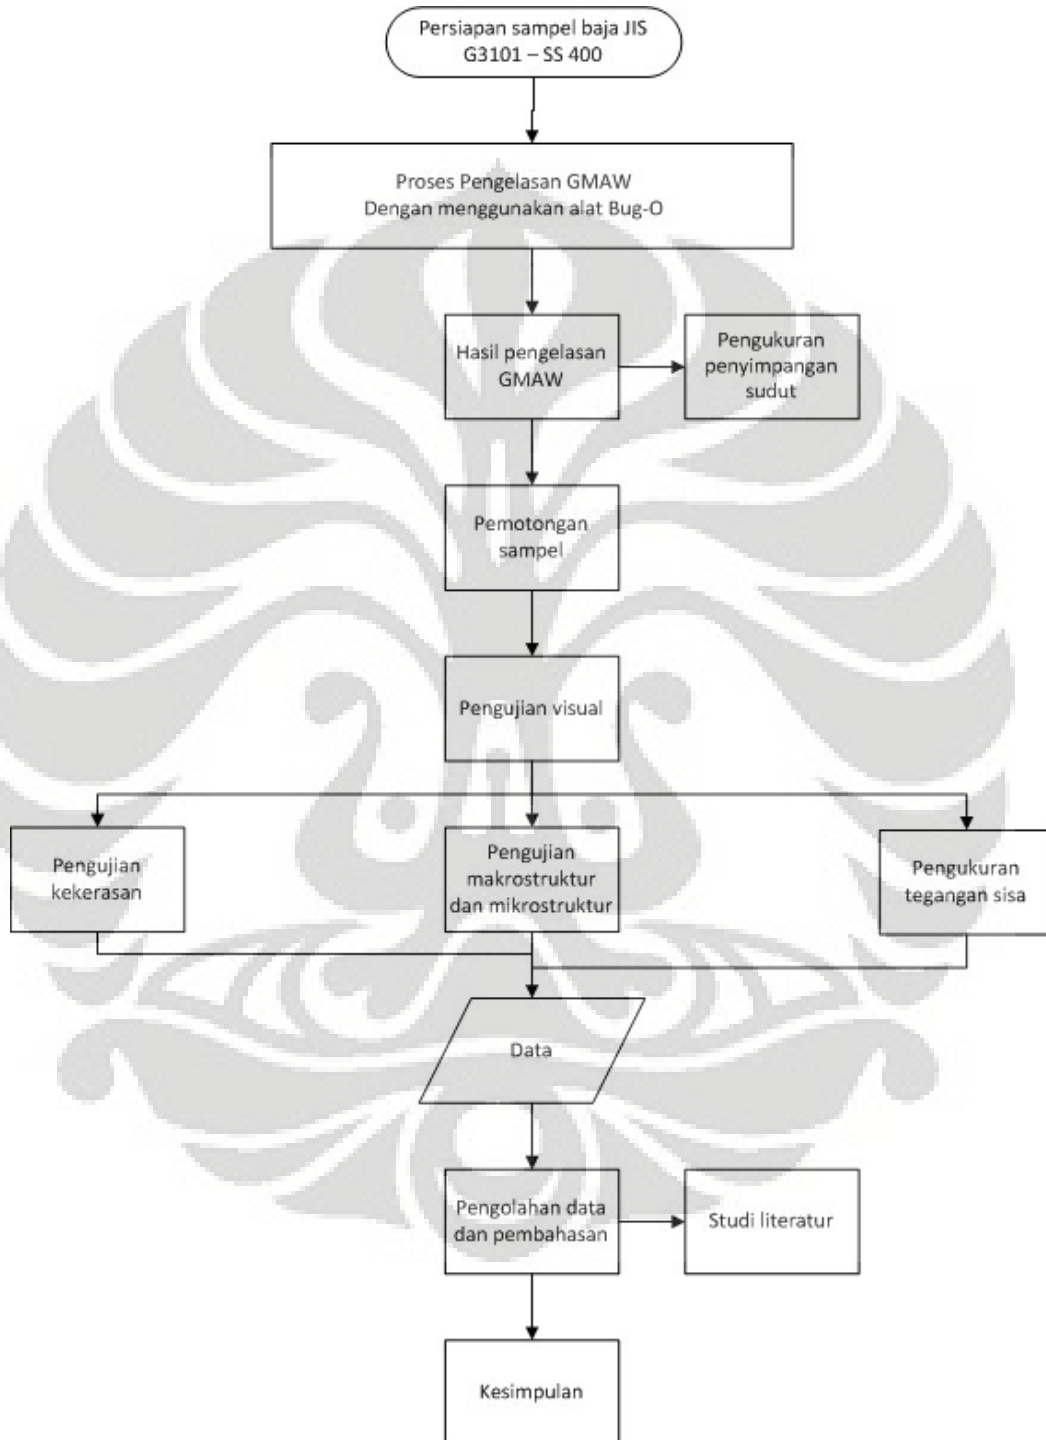 Persiapan sampel baja JIS
G3101 – SS 400
Proses Pengelasan GMAW
Dengan menggunakan alat Bug-O
Hasil pengelasan
GMAW
Pengukuran
penyimpangan
sudut
Pemotongan
sampel
Pengujian visual
Pengujian
kekerasan
Pengujian
makrostruktur
dan mikrostruktur
Pengukuran
tegangan sisa
Data
Pengolahan data
dan pembahasan
Studi literatur
Kesimpulan